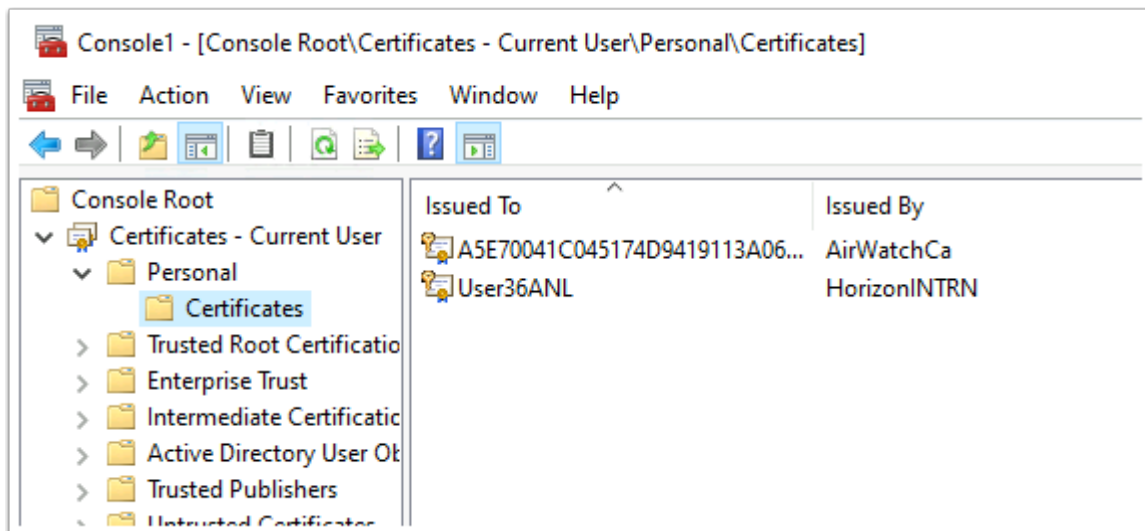 Console1 - [Console Root\Certificates - Current User\Personal\Certificates]
File Action View Favorites Window Help
Console Root
Certificates - Current User
Personal
Certificates
Trusted Root Certificatio
Enterprise Trust
Intermediate Certificatic
Active Directory User Ob
Trusted Publishers
Untrusted Certificates
Issued To Issued By
A5E70041C045174D9419113A06... AirWatchCa
User36ANL HorizonINTRN